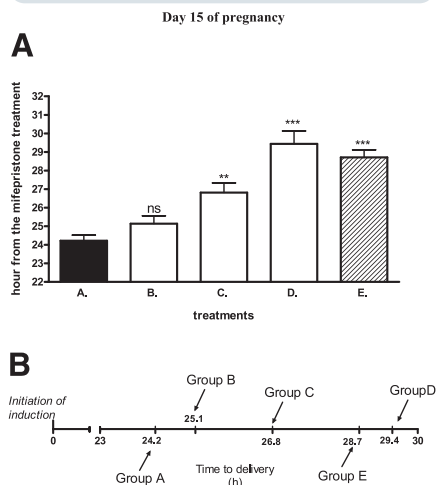 Day 15 of pregnancy
A
hour from the mifepristone treatment
32
31
30
29
28
27
26
25
24
23
22
ns
**
***
***
A.
B.
C.
D.
E.
treatments
B
Initiation of
induction
Group B
Group C
GroupD
25.1
0
23
24.2
26.8
28.7
29.4
30
Group A
Time to delivery
(h)
Group E